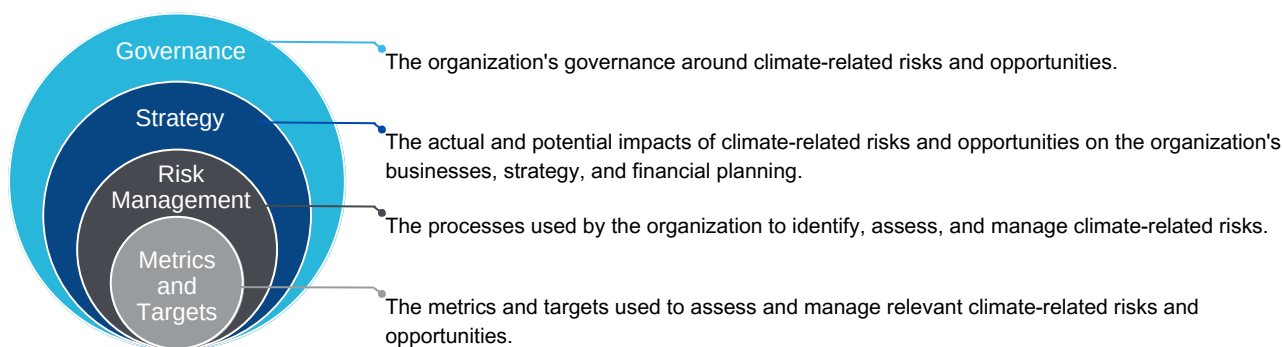 Governance
The organization's governance around climate-related risks and opportunities.
Strategy
The actual and potential impacts of climate-related risks and opportunities on the organization's
businesses, strategy, and financial planning.
Risk
Management
The processes used by the organization to identify, assess, and manage climate-related risks.
Metrics
and
Targets
The metrics and targets used to assess and manage relevant climate-related risks and
opportunities.